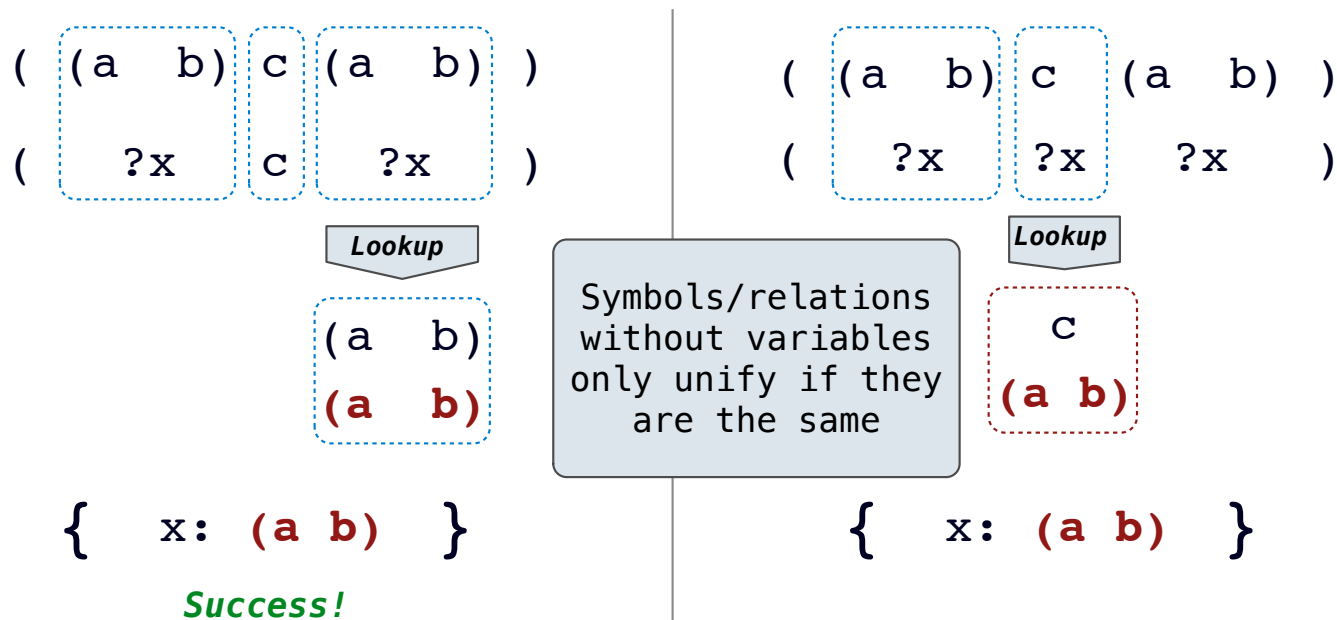 ( (a b) c (a b) )
( ?x c ?x )
Lookup
(a b)
(a b)
{ x: (a b) }
Success!
Symbols/relations
without variables
only unify if they
are the same
( (a b) c (a b) )
( ?x ?x ?x )
Lookup
c
(a b)
{ x: (a b) }